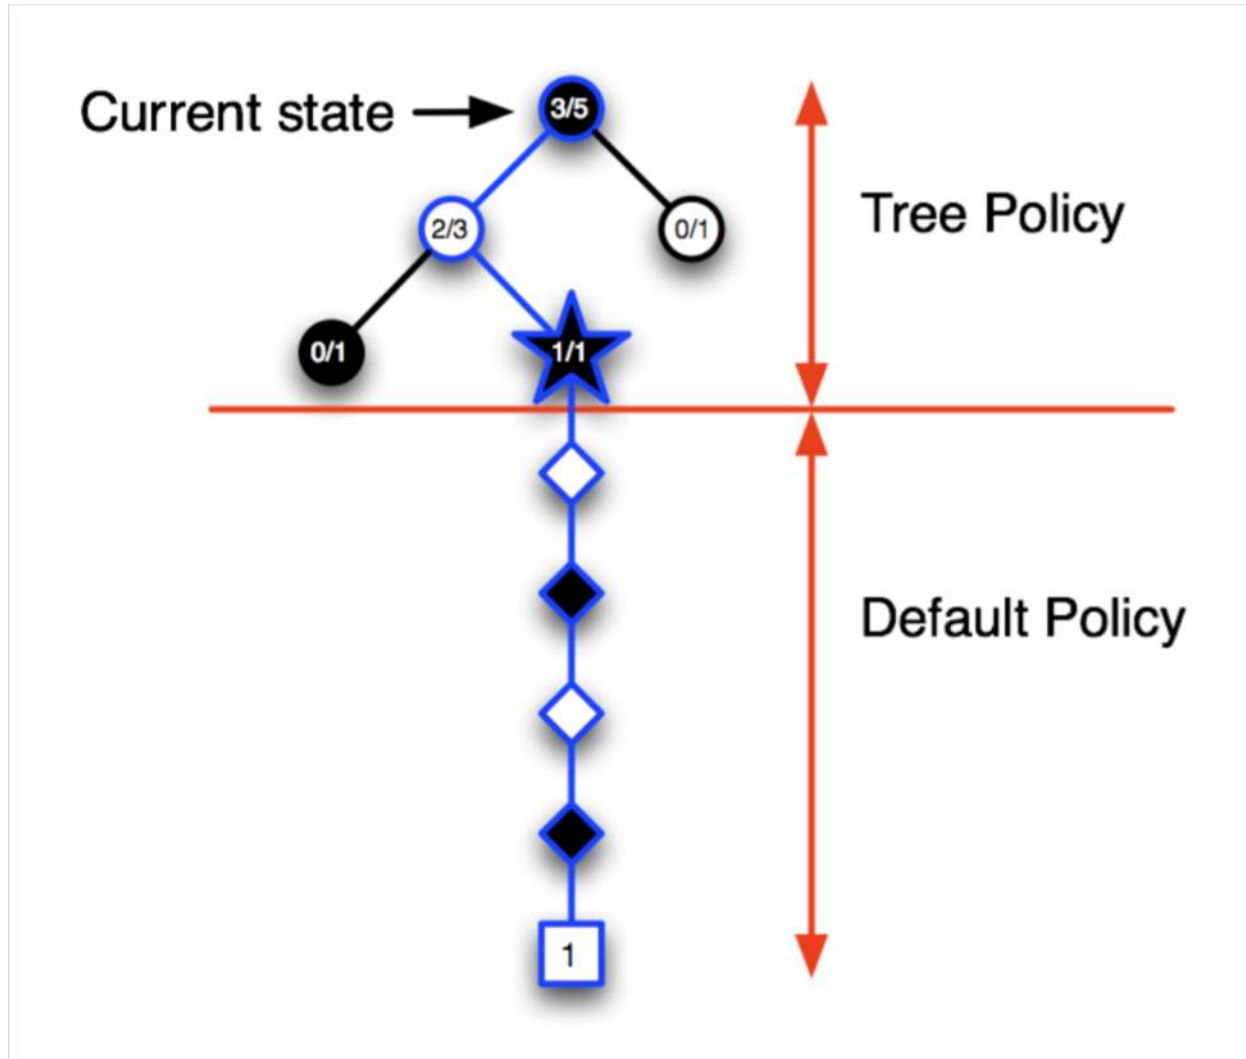 Current state
3/5
2/3
0/1
Tree Policy
0/1
1/1
Default Policy
1